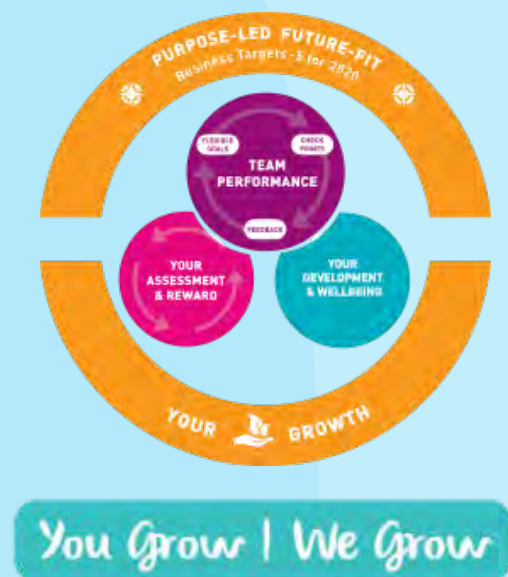 PURPOSE-LED FUTURE-FIT
Business Targets -5 for 2020
FLEXIBLE
GOALS
CHECK
POINTS
TEAM
PERFORMANCE
FEEDBACK
YOUR
ASSESSMENT
& REWARD
YOUR
DEVELOPMENT
& WELLBEING
YOUR GROWTH
You Grow | We Grow